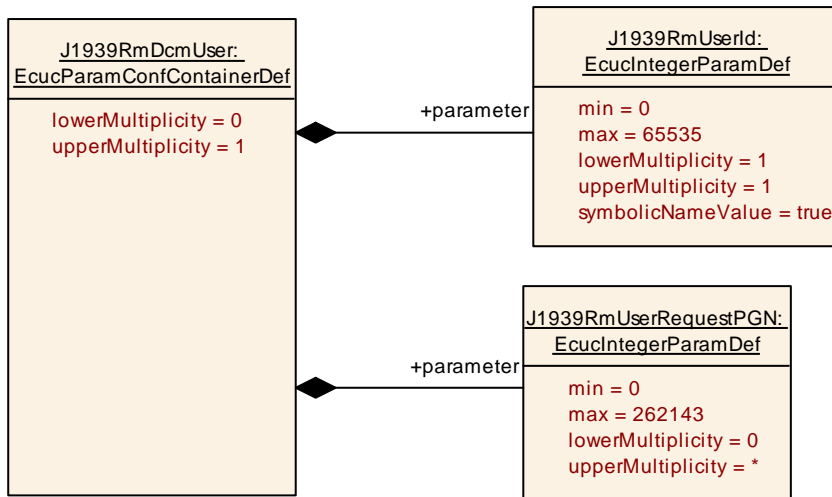 J1939RmDcmUser:
EcucParamConfContainerDef
lowerMultiplicity = 0
upperMultiplicity = 1
+parameter
J1939RmUserId:
EcucIntegerParamDef
min = 0
max = 65535
lowerMultiplicity = 1
upperMultiplicity = 1
symbolicNameValue = true
+parameter
J1939RmUserRequestPGN:
EcucIntegerParamDef
min = 0
max = 262143
lowerMultiplicity = 0
upperMultiplicity = *